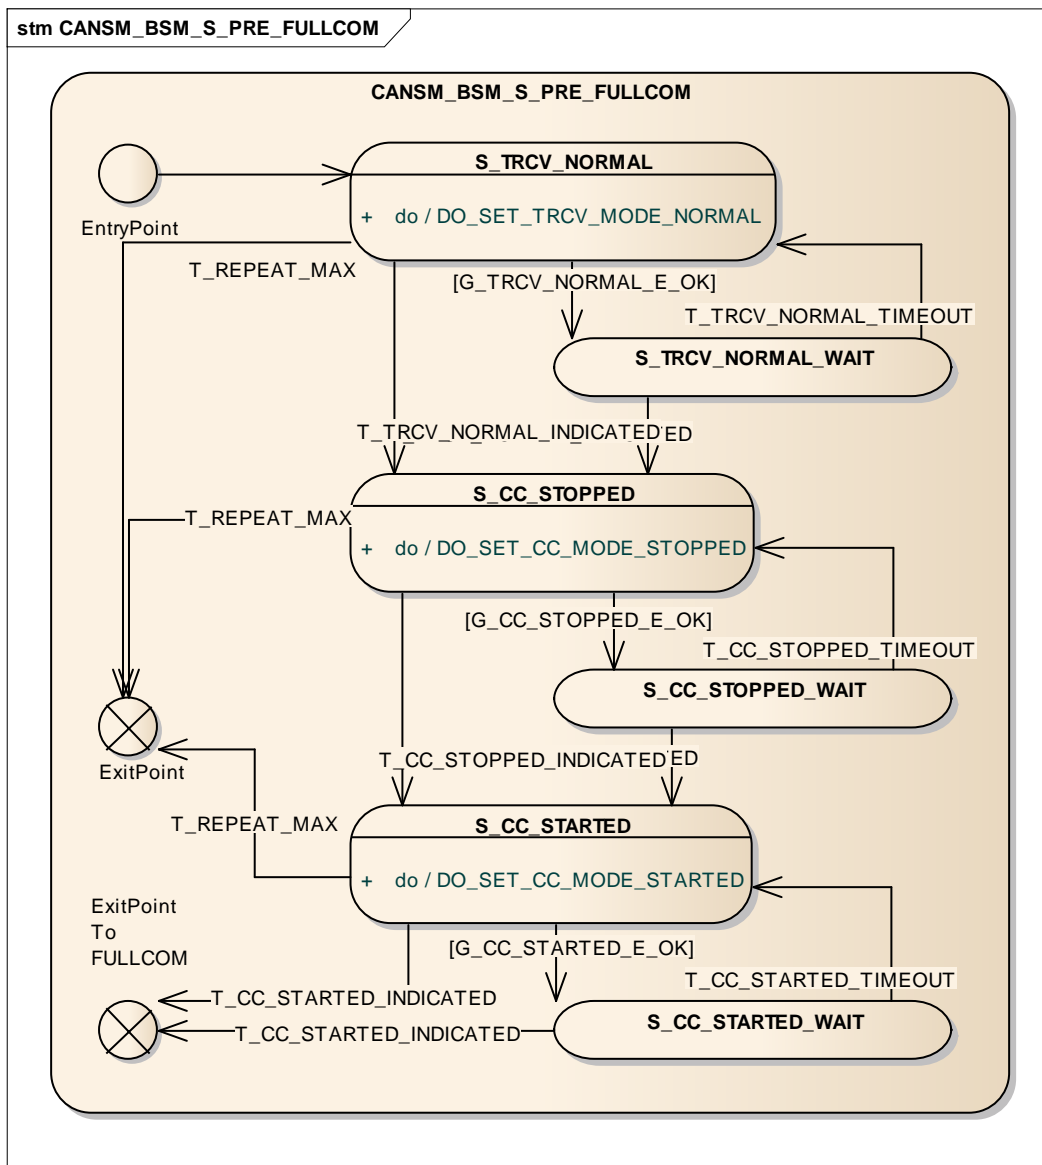 stm CANSM_BSM_S_PRE_FULLCOM
CANSM_BSM_S_PRE_FULLCOM
S_TRCV_NORMAL
+ do / DO_SET_TRCV_MODE_NORMAL
EntryPoint
T_REPEAT_MAX
[G_TRCV_NORMAL_E_OK]
T_TRCV_NORMAL_TIMEOUT
S_TRCV_NORMAL_WAIT
T_TRCV_NORMAL_INDICATED
ED
S_CC_STOPPED
T_REPEAT_MAX
+ do / DO_SET_CC_MODE_STOPPED
[G_CC_STOPPED_E_OK]
T_CC_STOPPED_TIMEOUT
S_CC_STOPPED_WAIT
T_CC_STOPPED_INDICATED
ED
ExitPoint
S_CC_STARTED
T_REPEAT_MAX
+ do / DO_SET_CC_MODE_STARTED
ExitPoint
To
FULLCOM
[G_CC_STARTED_E_OK]
T_CC_STARTED_TIMEOUT
T_CC_STARTED_INDICATED
S_CC_STARTED_WAIT
T_CC_STARTED_INDICATED